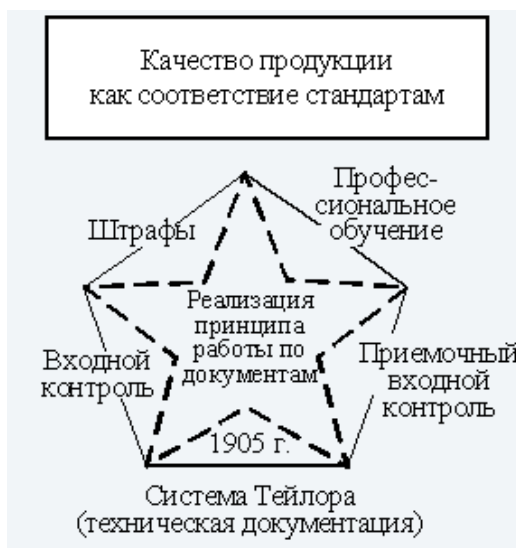 Качество продукции
как соответствие стандартам
Профес-
сиональное
обучение
Штрафы
Реализация
принципа
работы по
документам
Входной
контроль
Приемочный
входной
контроль
1905 г.
Система Тейлора
(техническая документация)